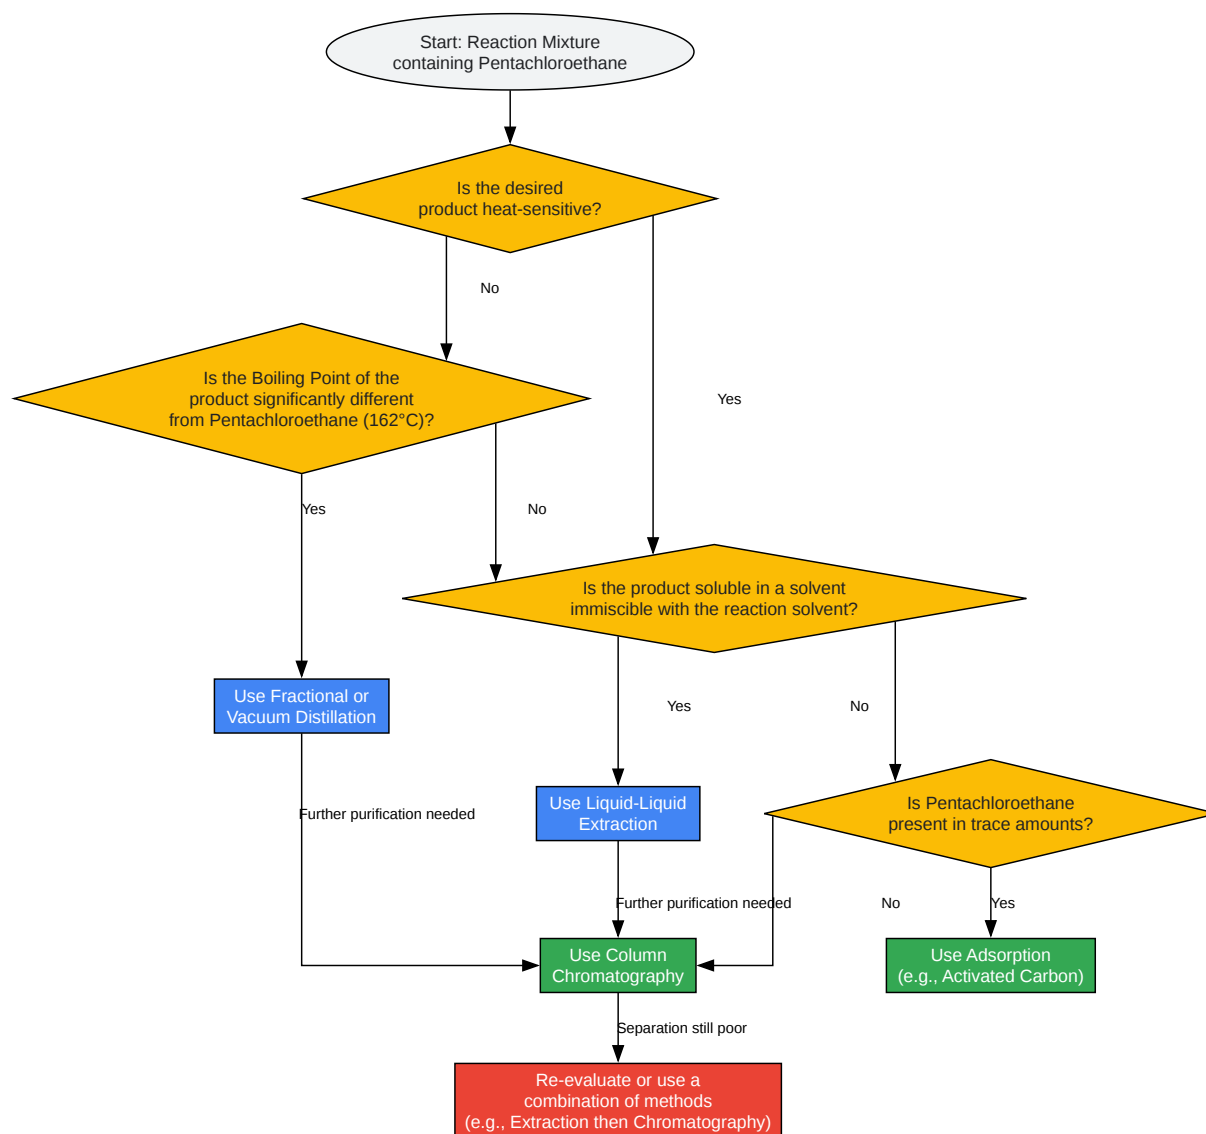 Start: Reaction Mixture
containing Pentachloroethane
Is the desired
product heat-sensitive?
No
Is the Boiling Point of the
product significantly different
from Pentachloroethane (162°C)?
Yes
Yes
No
Is the product soluble in a solvent
immiscible with the reaction solvent?
Use Fractional or
Vacuum Distillation
Yes
No
Further purification needed
Use Liquid-Liquid
Extraction
Is Pentachloroethane
present in trace amounts?
Further purification needed
No
Yes
Use Column
Chromatography
Use Adsorption
(e.g., Activated Carbon)
Separation still poor
Re-evaluate or use a
combination of methods
(e.g., Extraction then Chromatography)